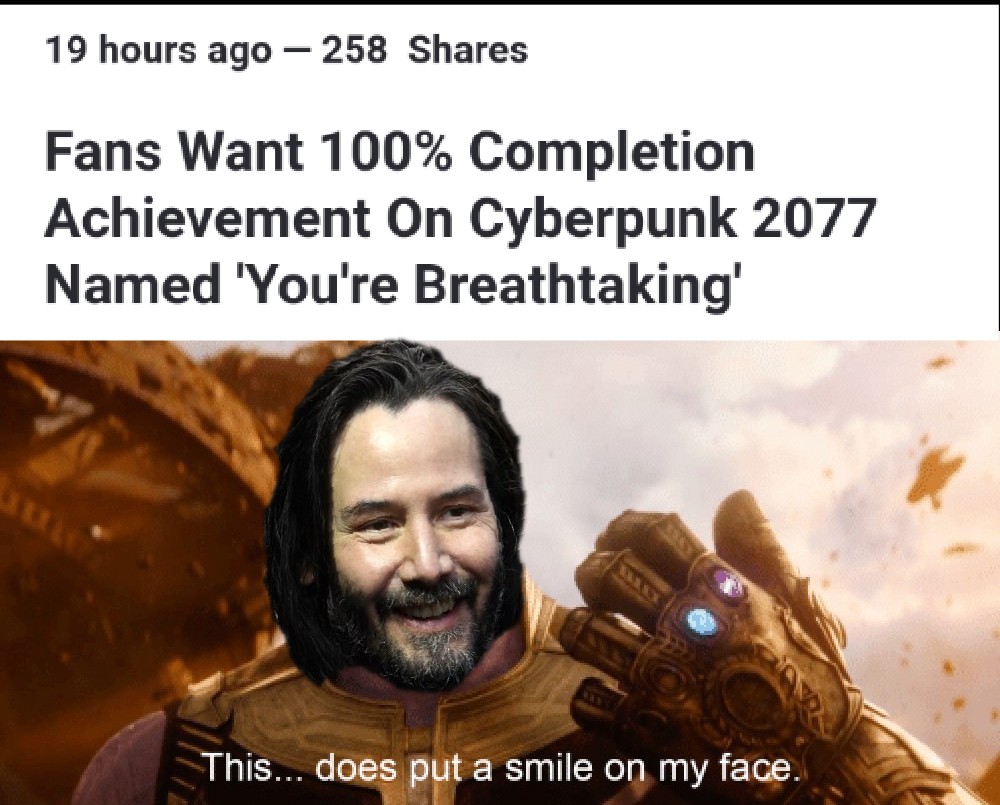 19 hours ago — 258 Shares
Fans Want 100% Completion
Achievement On Cyberpunk 2077
Named 'You're Breathtaking'
This... does put a smile on my face.